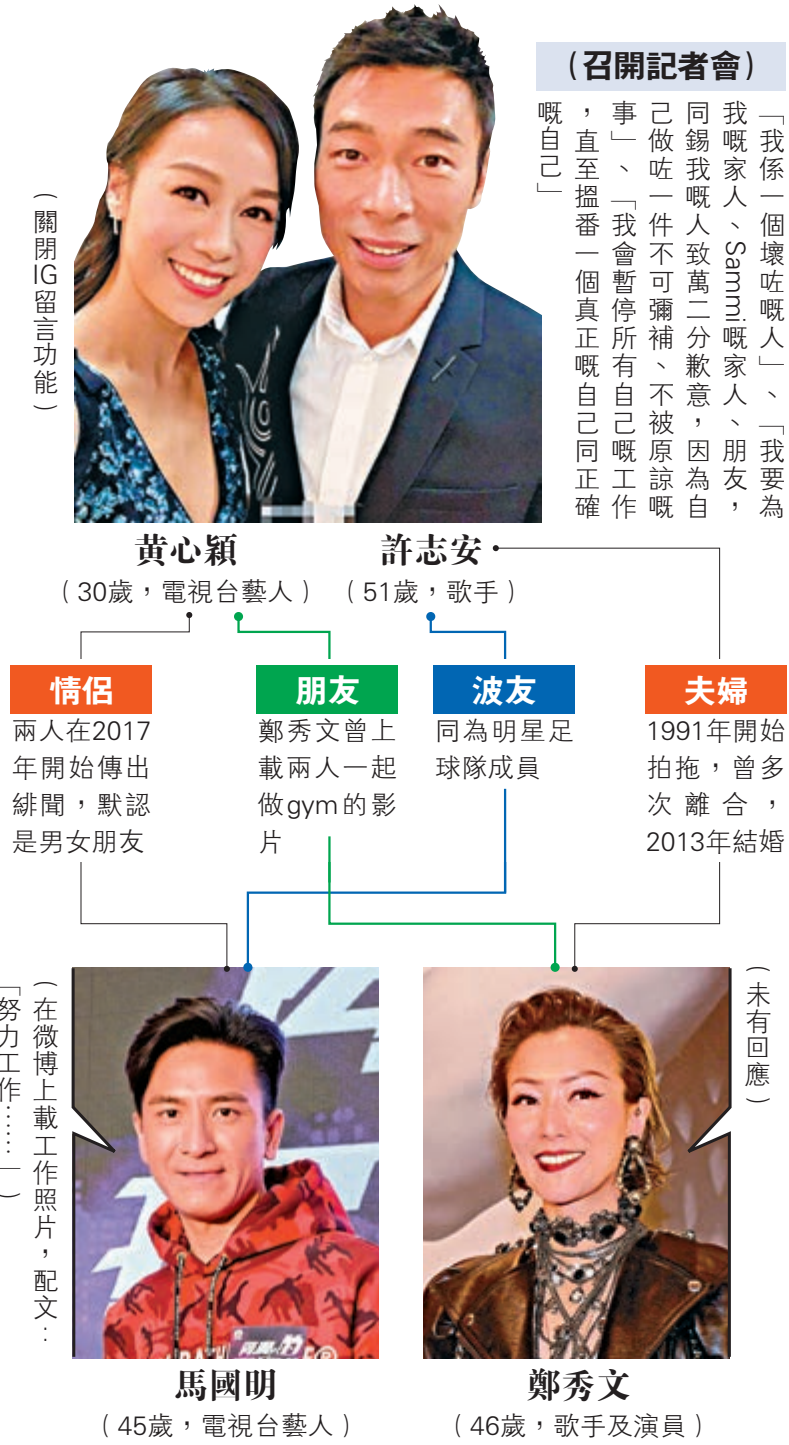 （召開記者會）
「我係一個壞咗嘅人」、「我要為
我嘅家人、Sammi嘅家人、朋友，
同錫我嘅人致萬二分歉意，因為自
己做咗一件不可彌補、不被原諒嘅
事」、「我會暫停所有自己嘅工作
，直至搵番一個真正嘅自己同正確
嘅自己」
（關閉IG留言功能）
黃心穎
（30歲，電視台藝人）
許志安
（51歲，歌手）
情侶
兩人在2017
年開始傳出
緋聞，默認
是男女朋友
朋友
鄭秀文曾上
載兩人一起
做gym的影
片
波友
同為明星足
球隊成員
夫婦
1991年開始
拍拖，曾多
次離合，
2013年結婚
（在微博上載工作照片，配文：
「努力工作……」）
（未有回應）
馬國明
（45歲，電視台藝人）
鄭秀文
（46歲，歌手及演員）